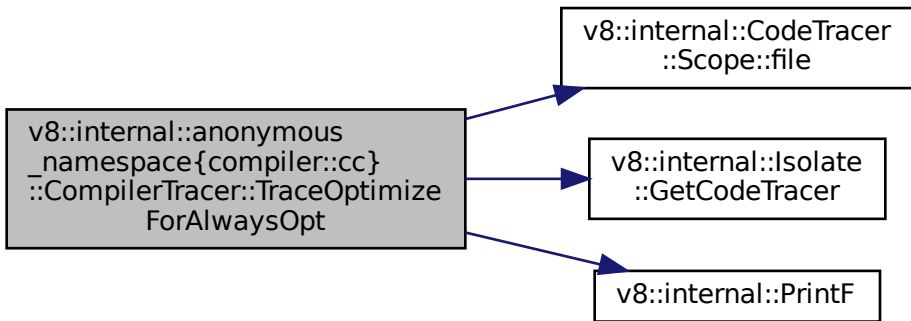 v8::internal::anonymous
_namespace{compiler::cc}
::CompilerTracer::TraceOptimize
ForAlwaysOpt
v8::internal::CodeTracer
::Scope::file
v8::internal::Isolate
::GetCodeTracer
v8::internal::PrintF